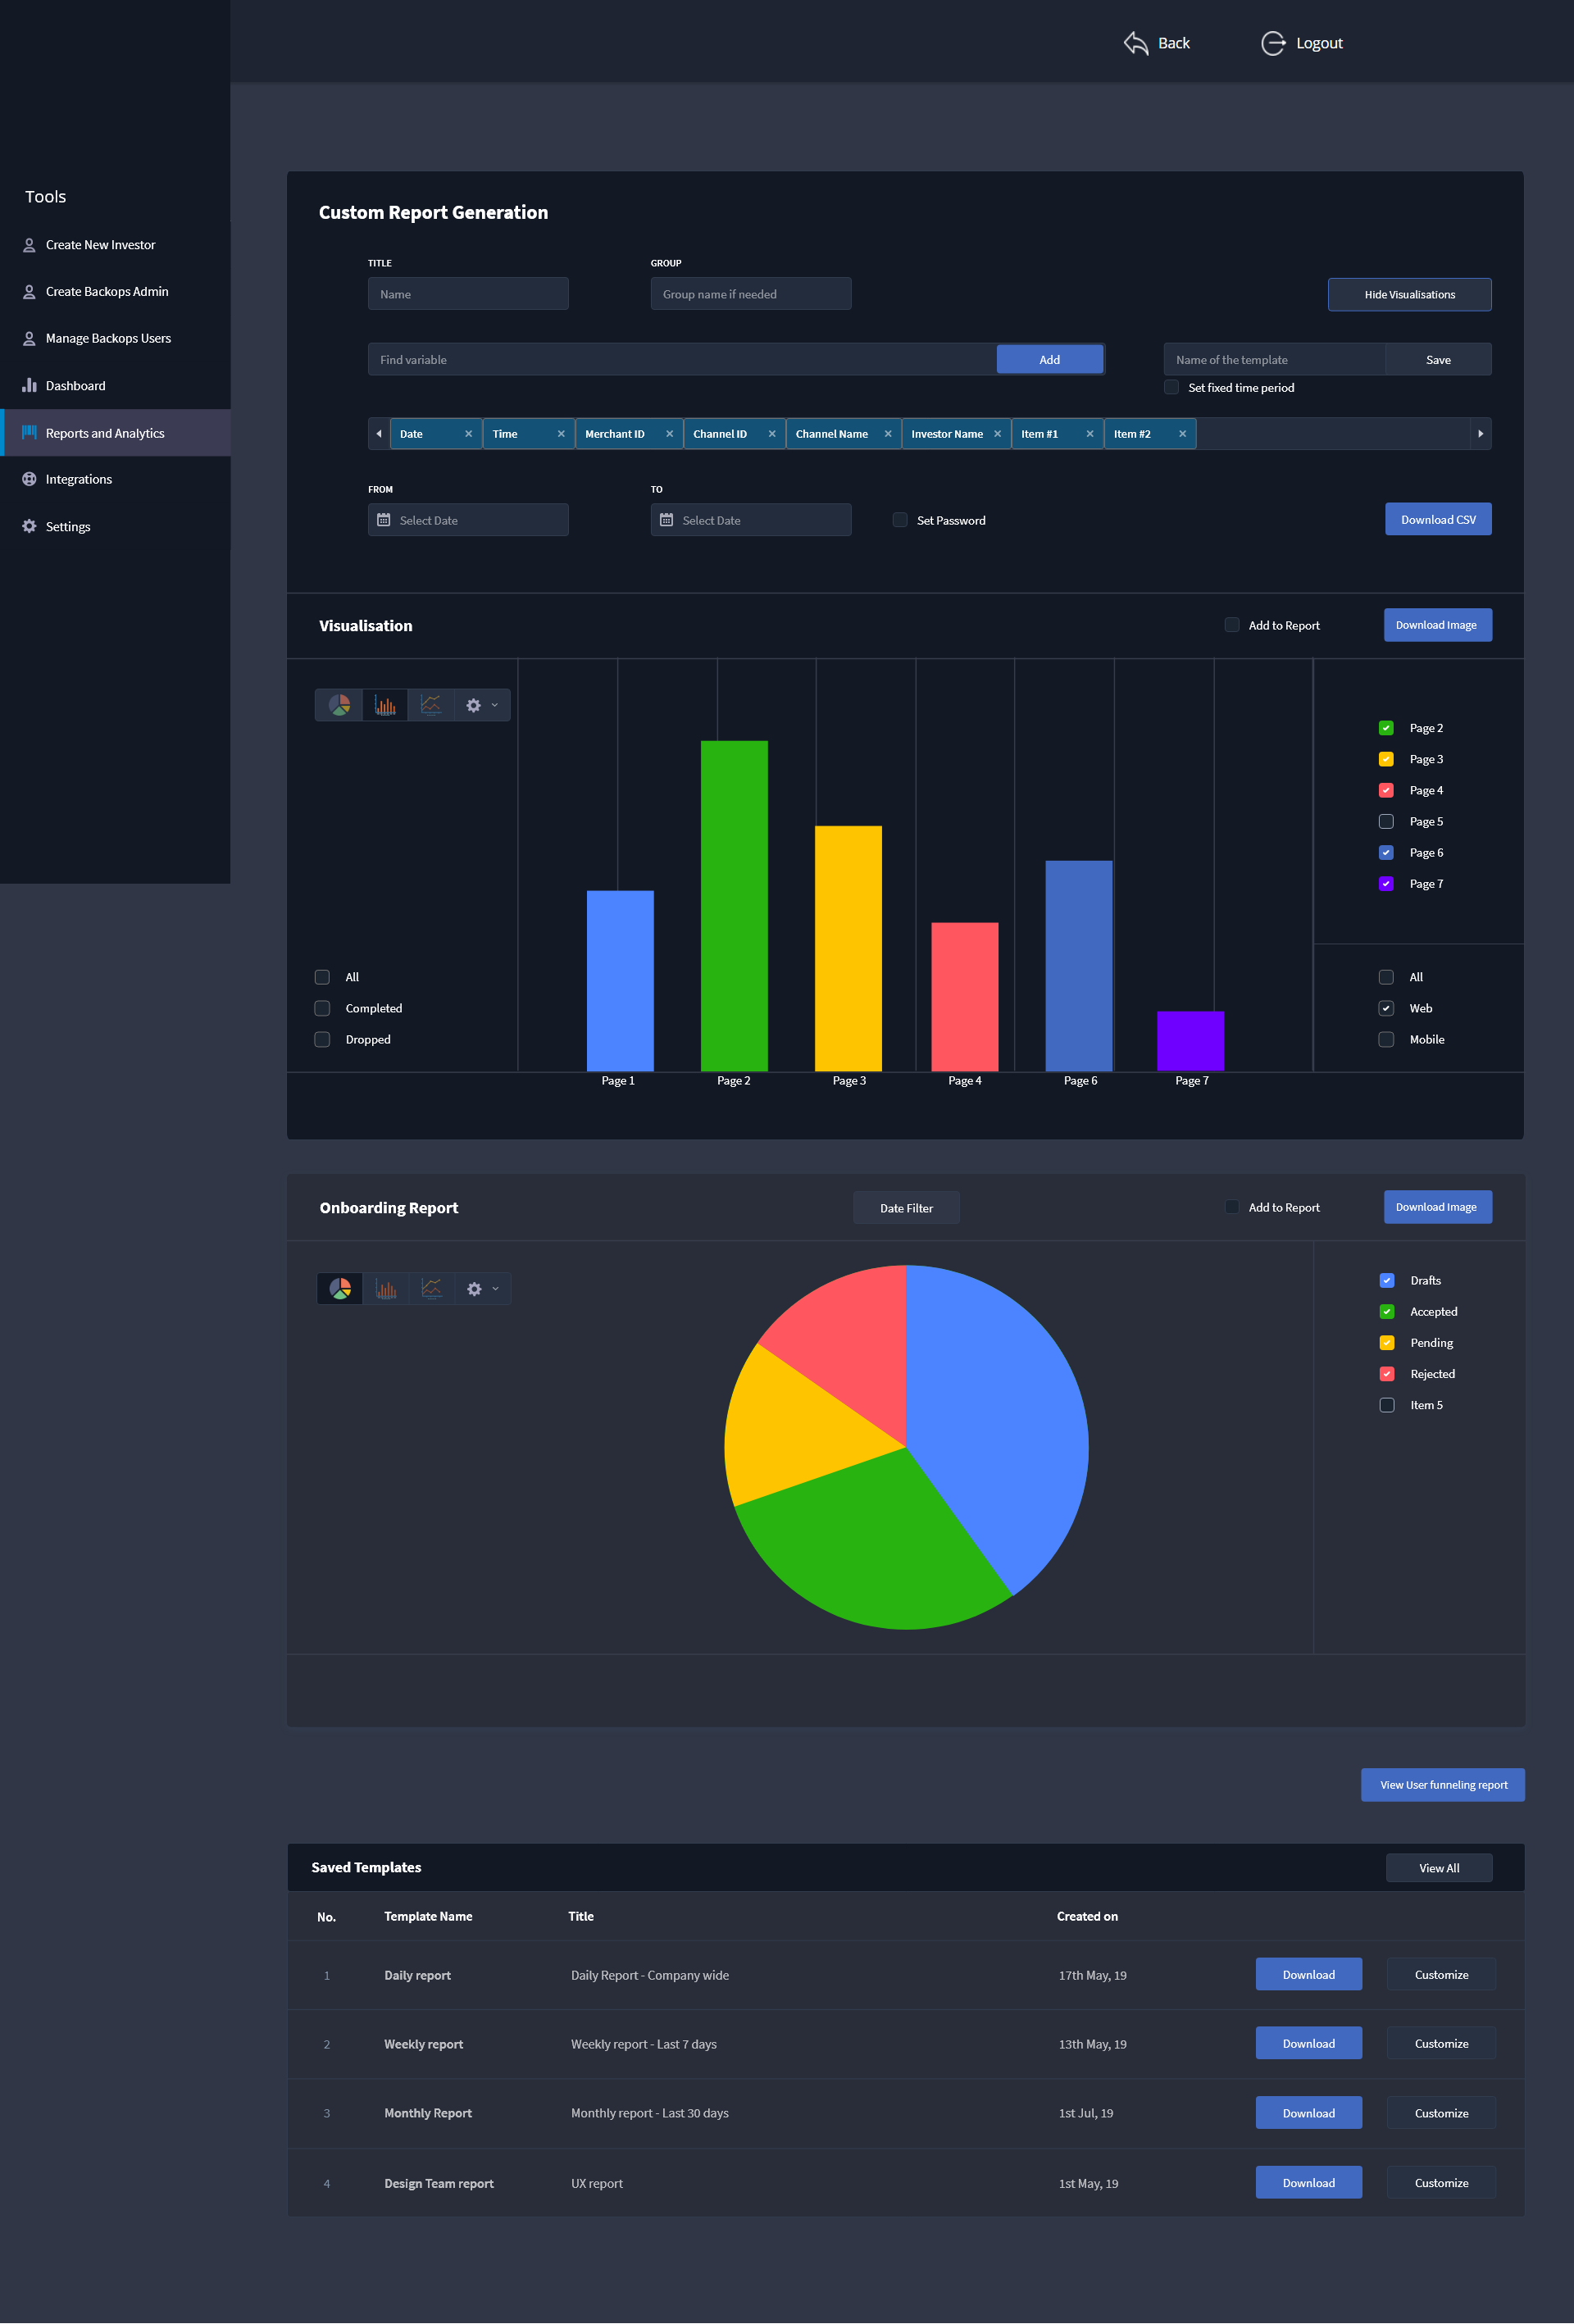 Back
Logout
Tools
Create New Investor
Create Backops Admin
Manage Backops Users
Dashboard
Reports and Analytics
Integrations
Settings
Custom Report Generation
TITLE
GROUP
Name
Group name if needed
Hide Visualisations
Find variable
Add
Name of the template
Save
Set fixed time period
Date
Time
Merchant ID
Channel ID
Channel Name
Investor Name
Item #1
Item #2
FROM
TO
Select Date
Select Date
Set Password
Download CSV
Visualisation
Add to Report
Download Image
Page 2
Page 3
Page 4
Page 5
Page 6
Page 7
All
Completed
Dropped
All
Web
Mobile
Page 1
Page 2
Page 3
Page 4
Page 6
Page 7
Onboarding Report
Date Filter
Add to Report
Download Image
Drafts
Accepted
Pending
Rejected
Item 5
View User funneling report
Saved Templates
View All
No.
Template Name
Title
Created on
1
Daily report
Daily Report - Company wide
17th May, 19
Download
Customize
2
Weekly report
Weekly report - Last 7 days
13th May, 19
Download
Customize
3
Monthly Report
Monthly report - Last 30 days
1st Jul, 19
Download
Customize
4
Design Team report
UX report
1st May, 19
Download
Customize